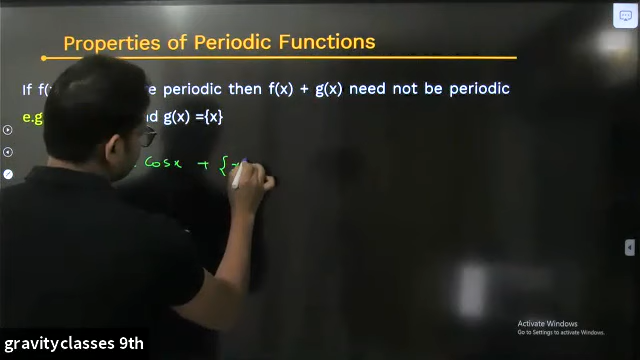 Properties of Periodic Functions
If f( periodic then f(x) + g(x) need not be periodic
e.g g(x) ={x}
cosx + {x
Activate Windows
Go to Settings to activate Windows.
gravityclasses 9th